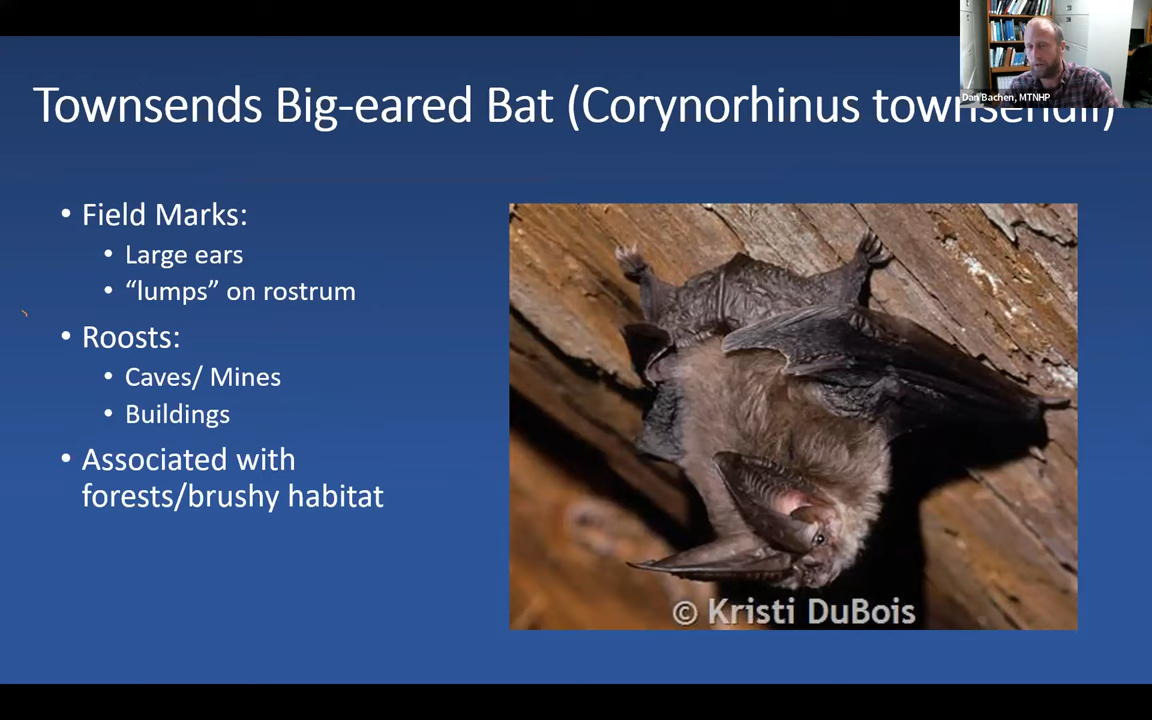 Townsends Big-eared Bat (Corynorhinus townsendii)
Dan Bachen, MTNHP
• Field Marks:
• Large ears
• “lumps” on rostrum
• Roosts:
• Caves/ Mines
• Buildings
• Associated with
forests/brushy habitat
© Kristi DuBois